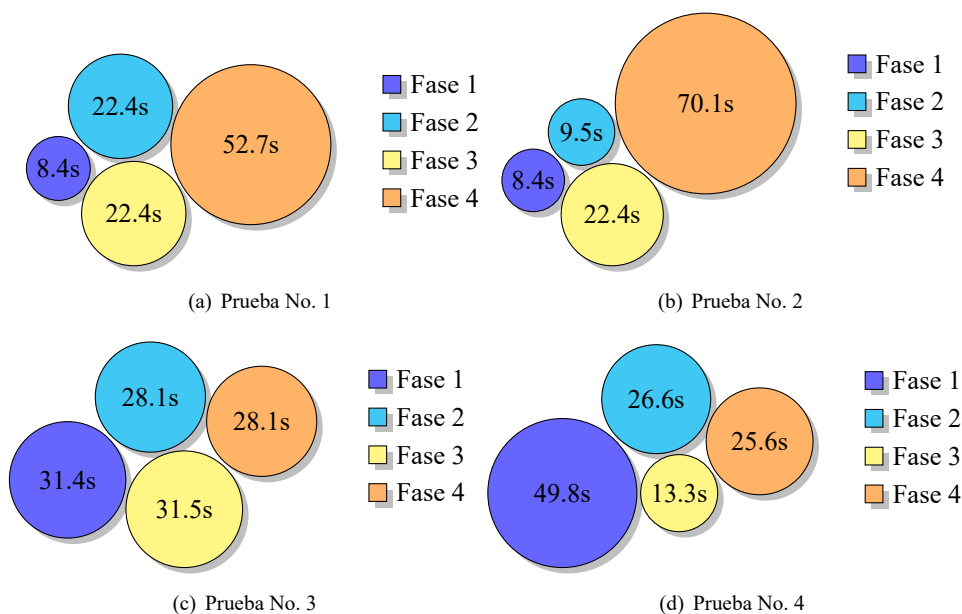 22.4s
8.4s
52.7s
22.4s
Fase 1
Fase 2
Fase 3
Fase 4
(a) Prueba No. 1
70.1s
9.5s
8.4s
22.4s
Fase 1
Fase 2
Fase 3
Fase 4
(b) Prueba No. 2
28.1s
28.1s
31.4s
31.5s
Fase 1
Fase 2
Fase 3
Fase 4
(c) Prueba No. 3
26.6s
25.6s
49.8s
13.3s
Fase 1
Fase 2
Fase 3
Fase 4
(d) Prueba No. 4